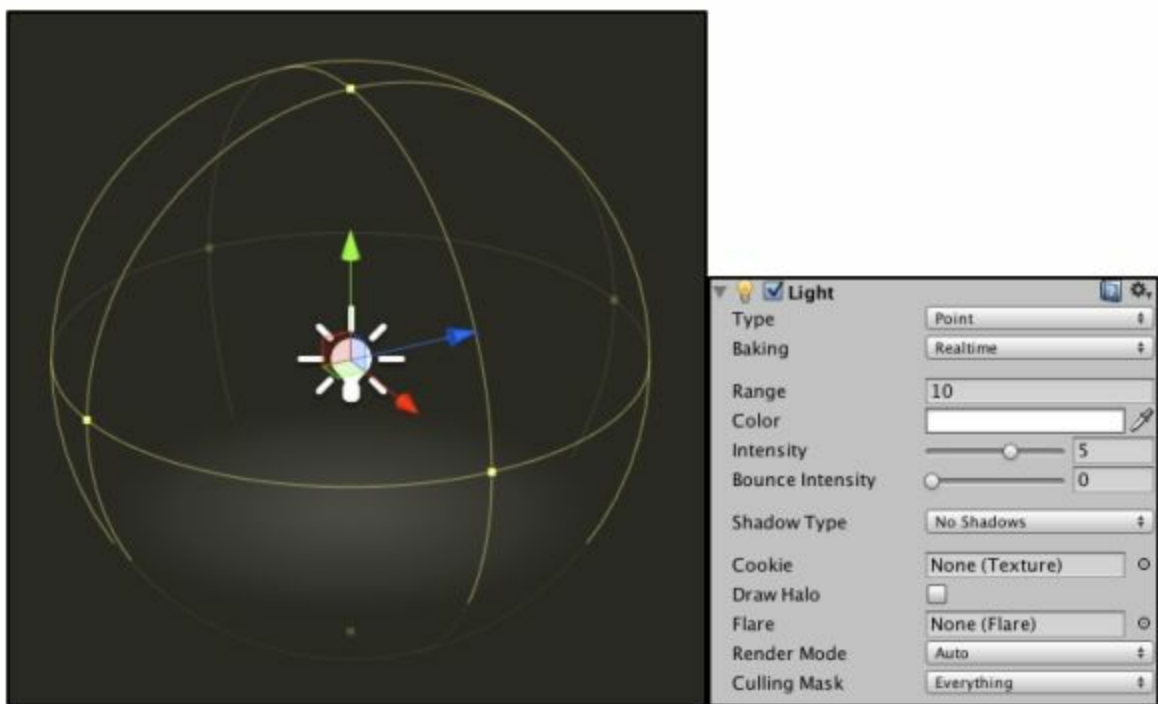 Light
Type Point
Baking Realtime
Range 10
Color
Intensity 5
Bounce Intensity 0
Shadow Type No Shadows
Cookie None (Texture)
Draw Halo
Flare None (Flare)
Render Mode Auto
Culling Mask Everything